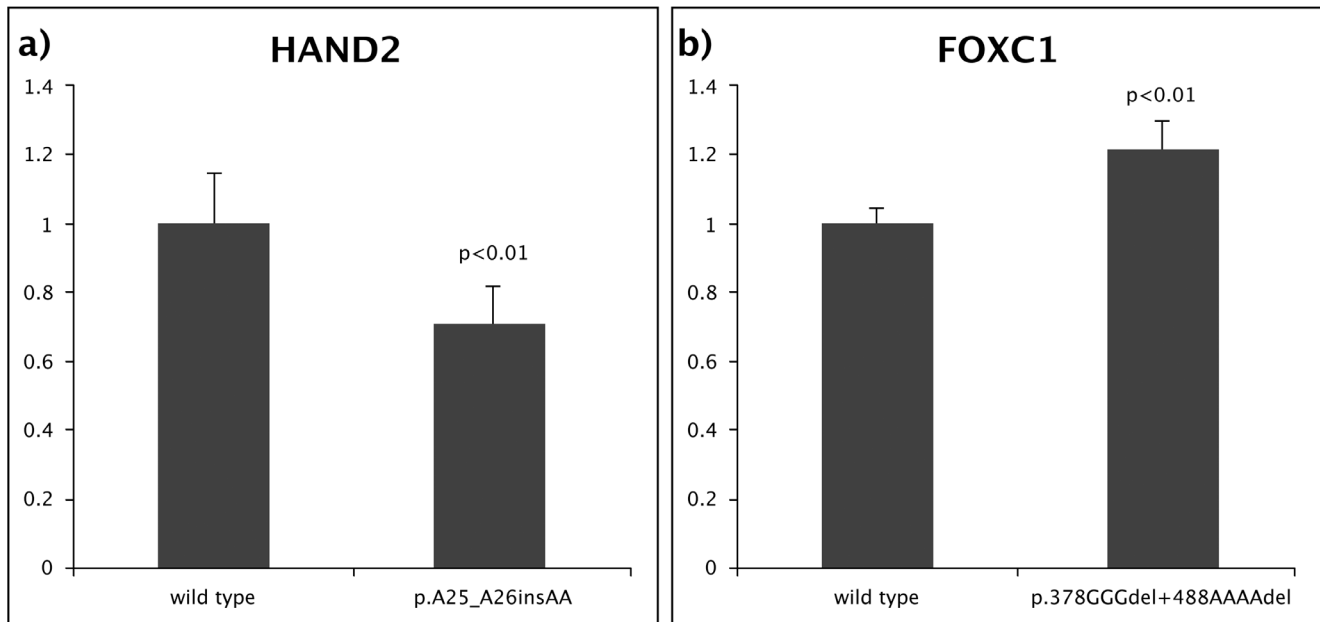 a)
HAND2
1.4
1.2
1
0.8
0.6
0.4
0.2
0
p<0.01
wild type
p.A25_A26insAA
b)
FOXC1
1.4
1.2
1
0.8
0.6
0.4
0.2
0
p<0.01
wild type
p.378GGGdel+488AAAAdel